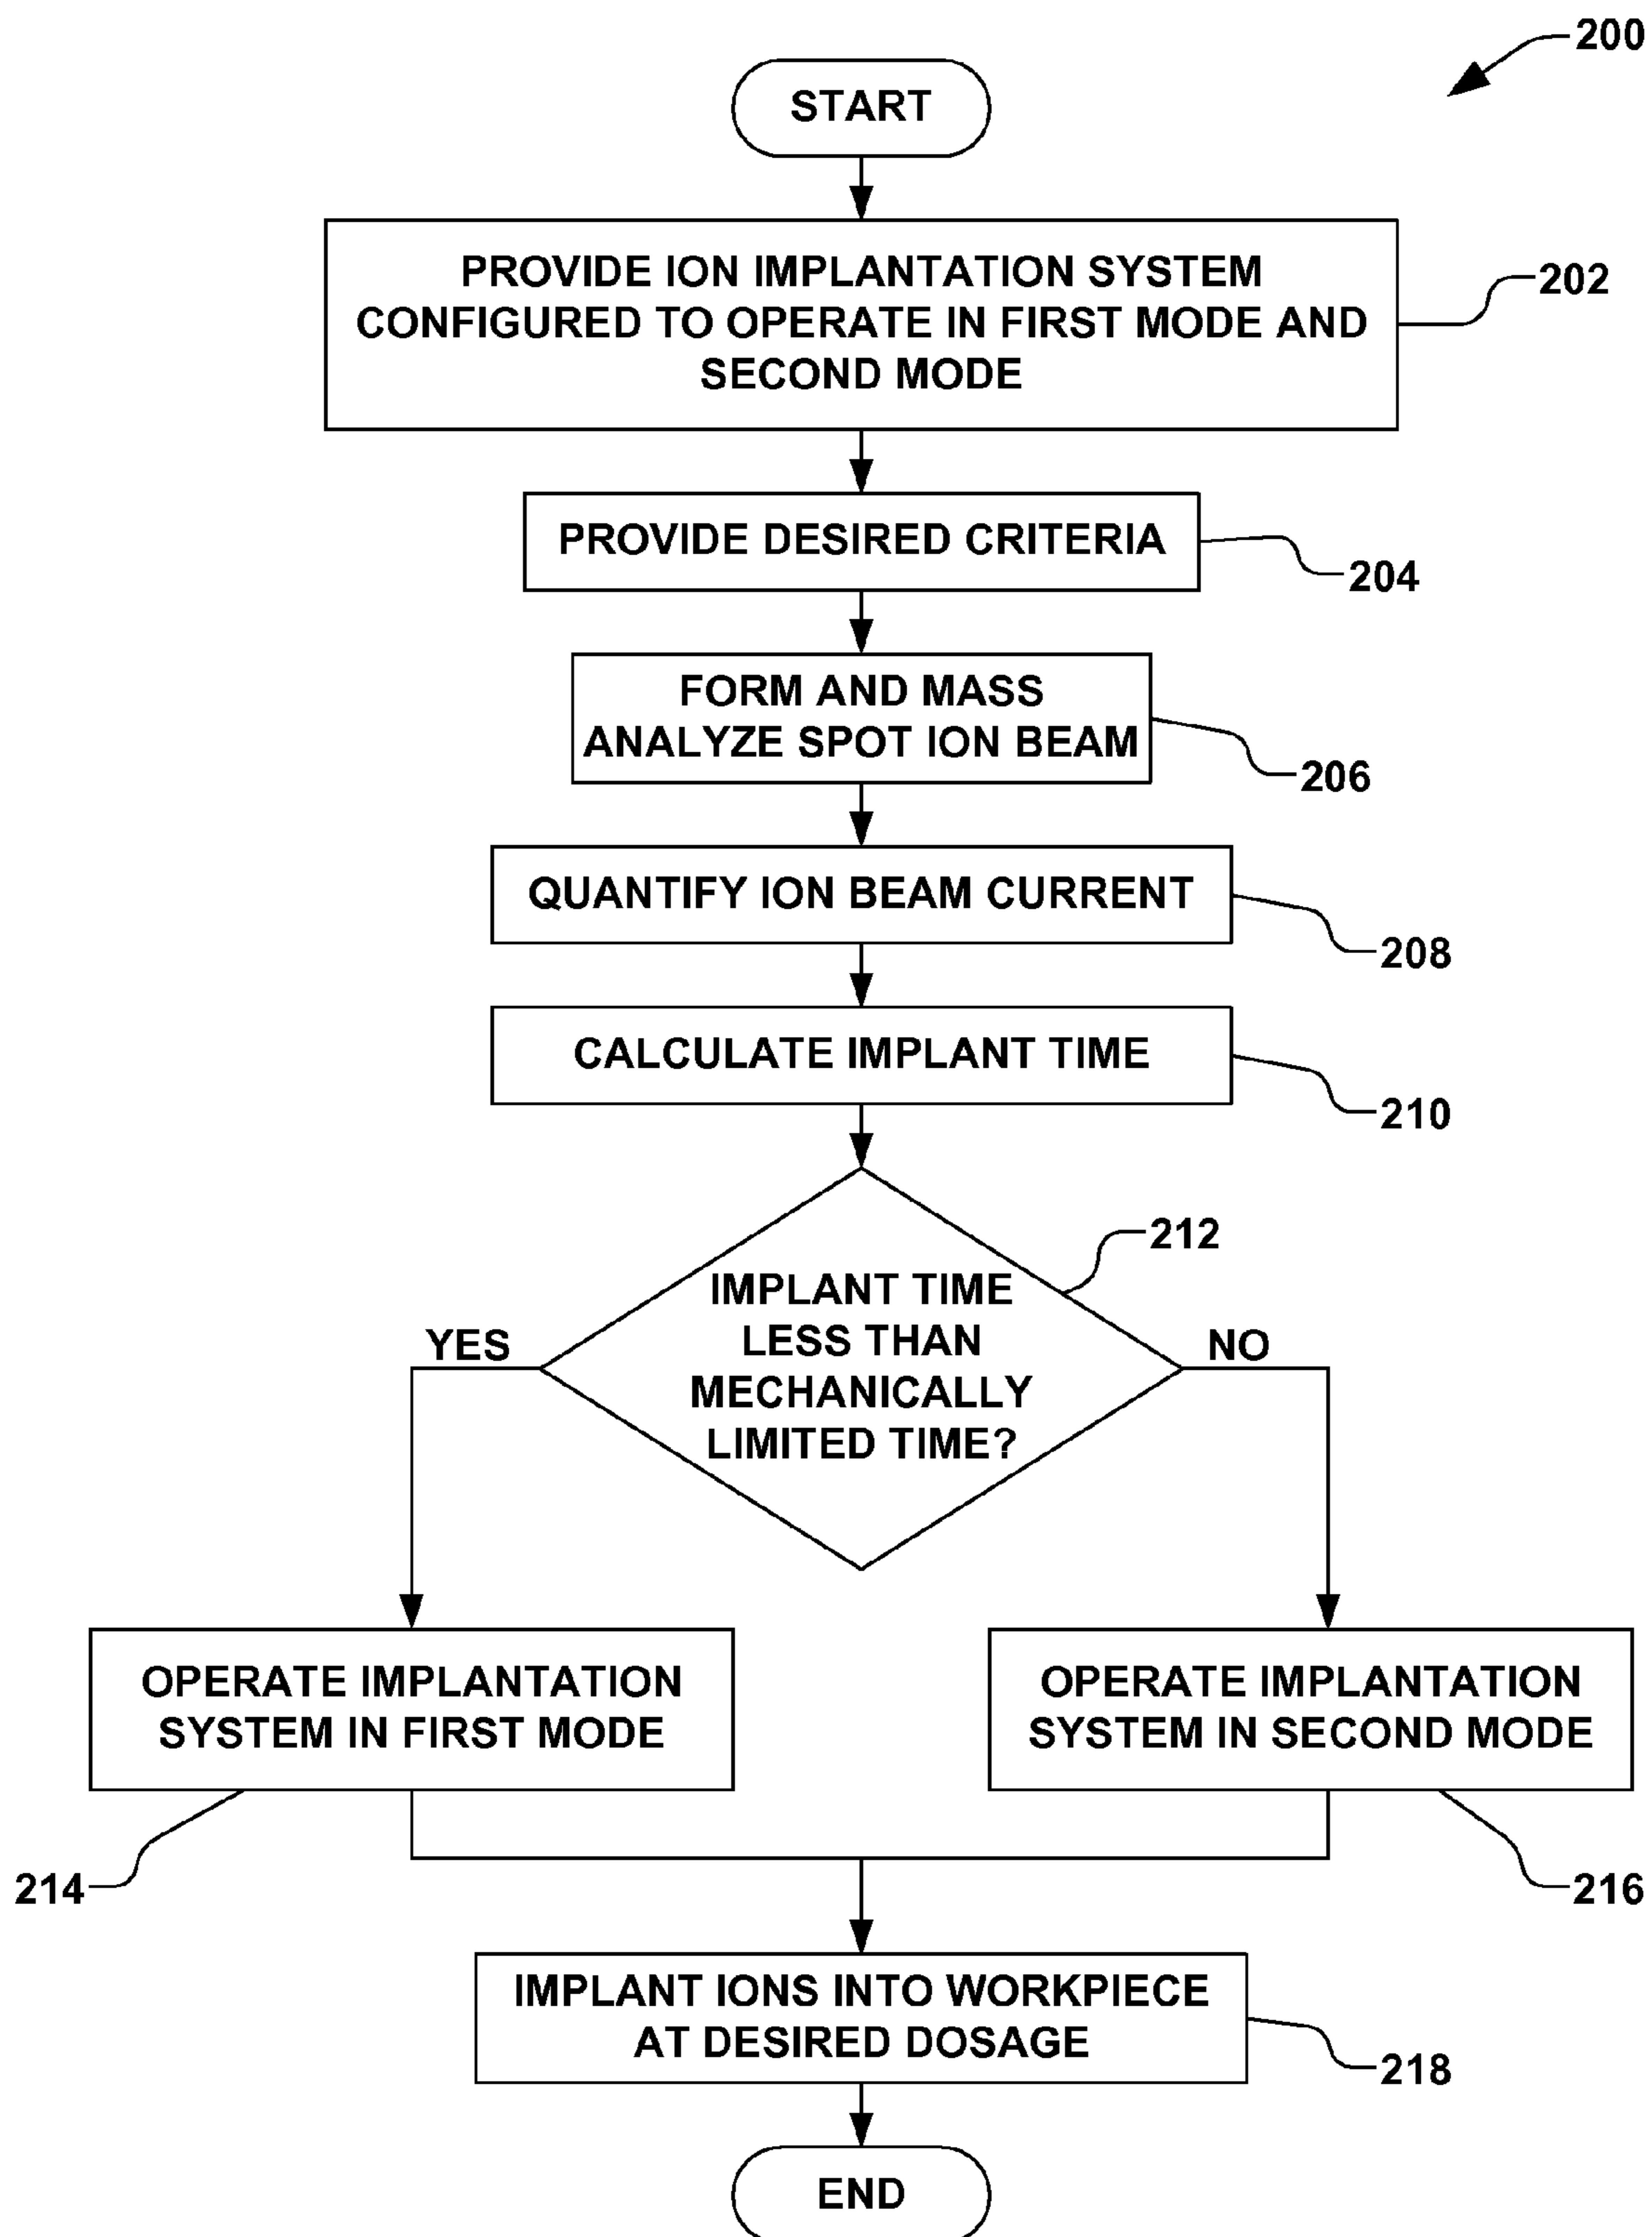 200
START
PROVIDE ION IMPLANTATION SYSTEM
CONFIGURED TO OPERATE IN FIRST MODE AND
SECOND MODE
202
PROVIDE DESIRED CRITERIA
204
FORM AND MASS
ANALYZE SPOT ION BEAM
206
QUANTIFY ION BEAM CURRENT
208
CALCULATE IMPLANT TIME
210
212
IMPLANT TIME
LESS THAN
MECHANICALLY
LIMITED TIME?
YES
NO
OPERATE IMPLANTATION
SYSTEM IN FIRST MODE
OPERATE IMPLANTATION
SYSTEM IN SECOND MODE
214
216
IMPLANT IONS INTO WORKPIECE
AT DESIRED DOSAGE
218
END